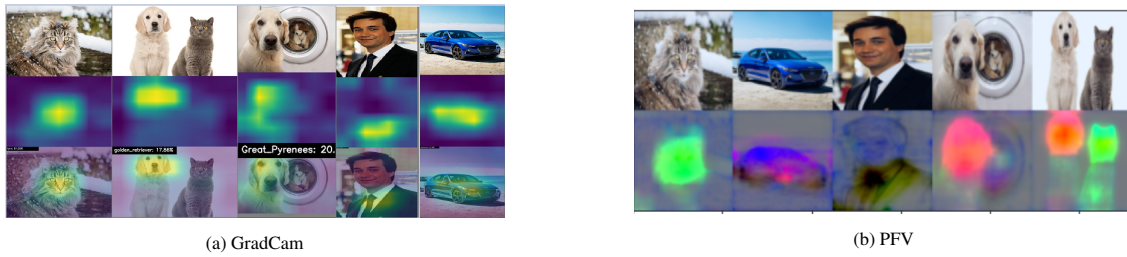 golden_retriever: 17.86%
Great_Pyrenees: 20.
(a) GradCam
(b) PFV